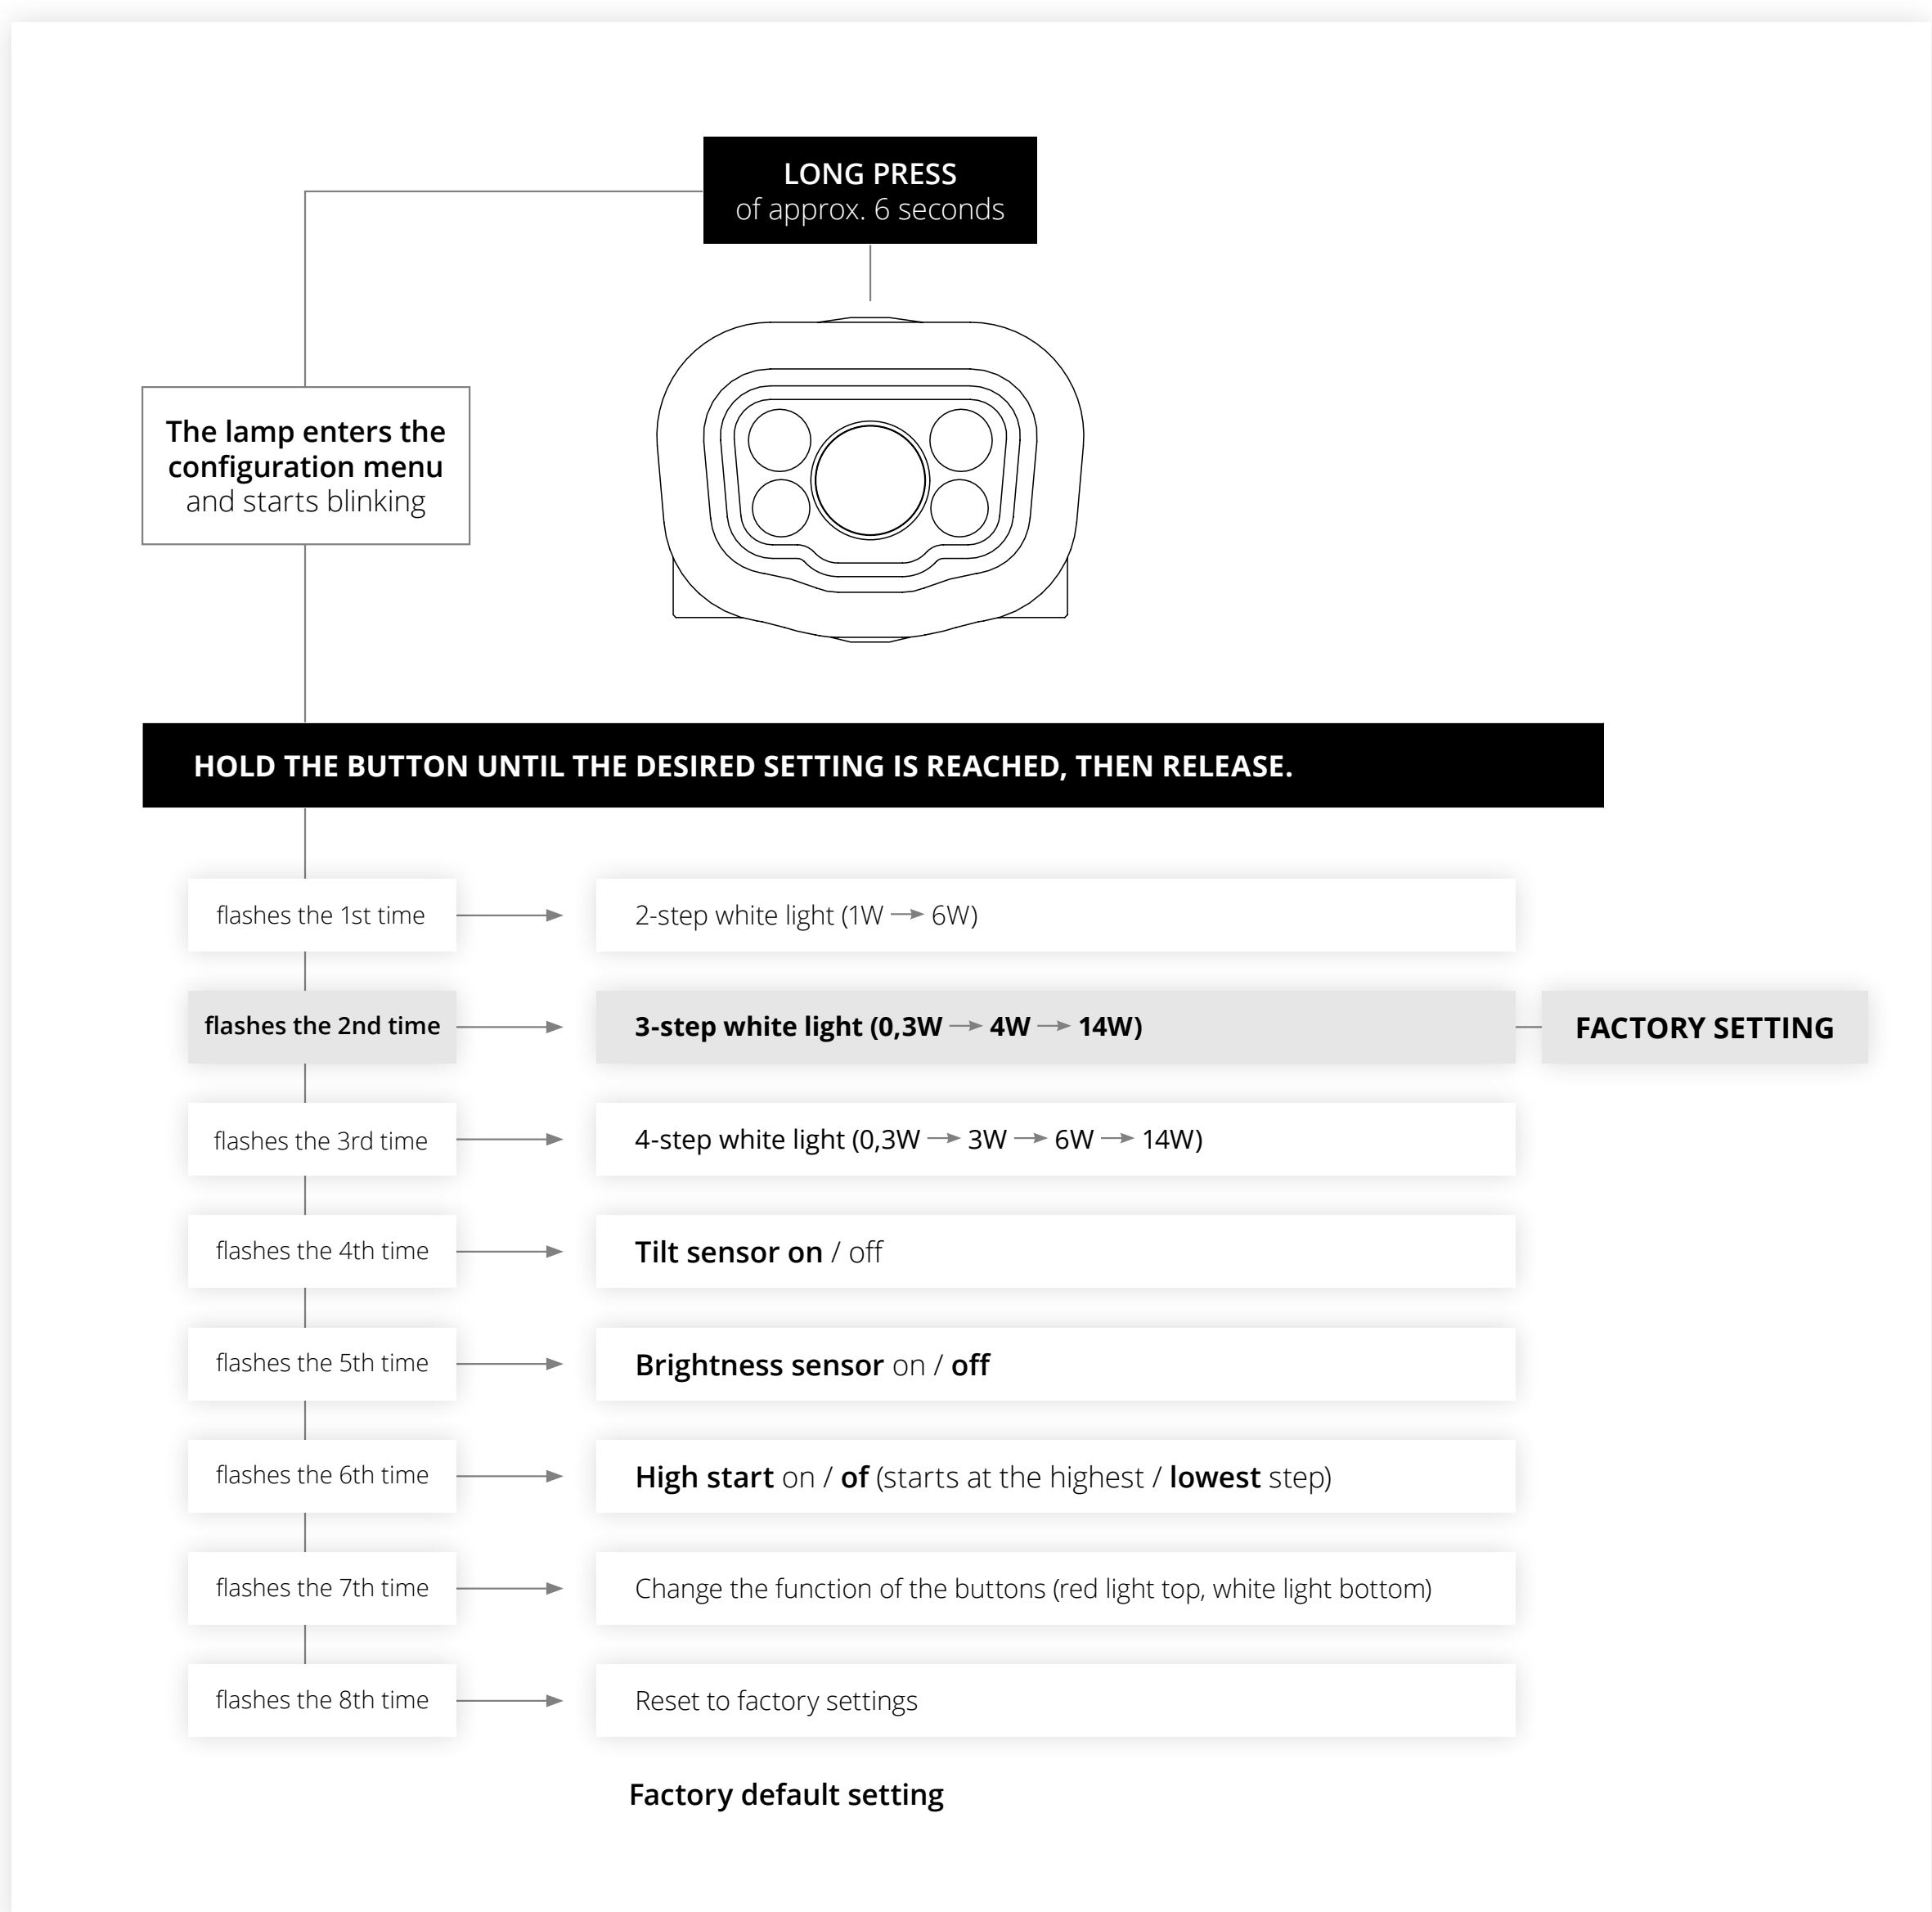 LONG PRESS
of approx. 6 seconds
The lamp enters the
configuration menu
and starts blinking
HOLD THE BUTTON UNTIL THE DESIRED SETTING IS REACHED, THEN RELEASE.
flashes the 1st time
2-step white light (1W → 6W)
flashes the 2nd time
3-step white light (0,3W → 4W → 14W)
FACTORY SETTING
flashes the 3rd time
4-step white light (0,3W → 3W → 6W → 14W)
flashes the 4th time
Tilt sensor on / off
flashes the 5th time
Brightness sensor on / off
flashes the 6th time
High start on / of (starts at the highest / lowest step)
flashes the 7th time
Change the function of the buttons (red light top, white light bottom)
flashes the 8th time
Reset to factory settings
Factory default setting